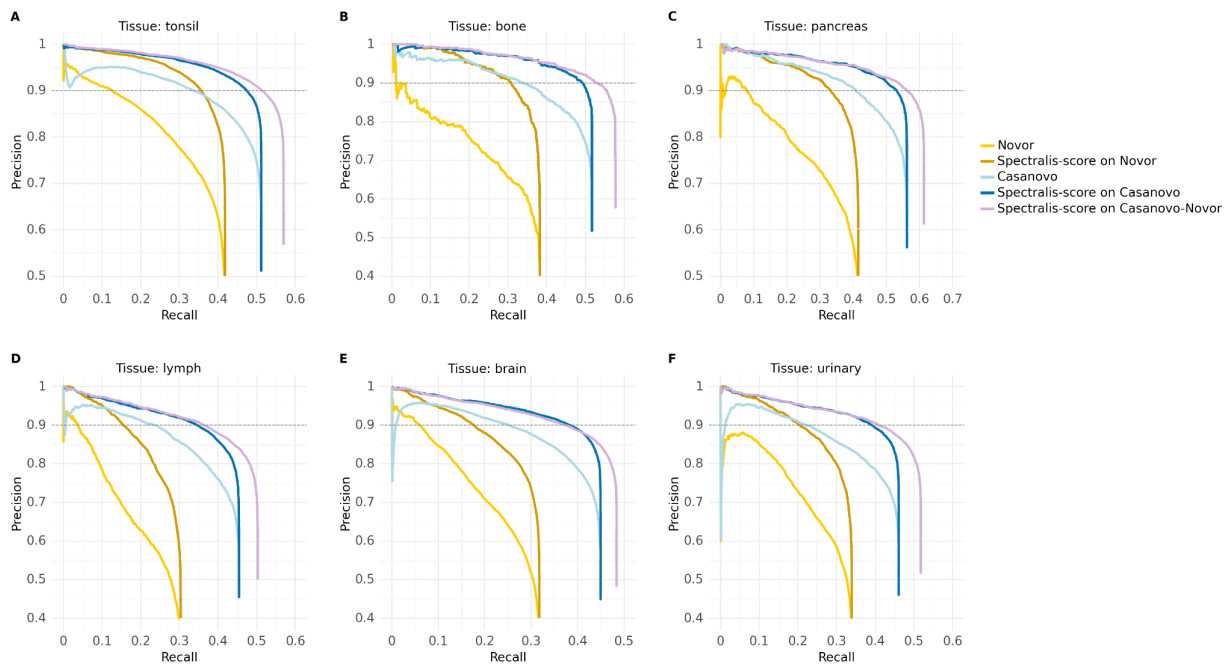 A
Tissue: tonsil
Precision
1
0.9
0.8
0.7
0.6
0.5
0 0.1 0.2 0.3 0.4 0.5 0.6
Recall
B
Tissue: bone
Precision
1
0.9
0.8
0.7
0.6
0.5
0.4
0 0.1 0.2 0.3 0.4 0.5 0.6
Recall
C
Tissue: pancreas
Precision
1
0.9
0.8
0.7
0.6
0.5
0 0.1 0.2 0.3 0.4 0.5 0.6 0.7
Recall
Novor
Spectralis-score on Novor
Casanovo
Spectralis-score on Casanovo
Spectralis-score on Casanovo-Novor
D
Tissue: lymph
Precision
1
0.9
0.8
0.7
0.6
0.5
0.4
0 0.1 0.2 0.3 0.4 0.5 0.6
Recall
E
Tissue: brain
Precision
1
0.9
0.8
0.7
0.6
0.5
0.4
0 0.1 0.2 0.3 0.4 0.5
Recall
F
Tissue: urinary
Precision
1
0.9
0.8
0.7
0.6
0.5
0.4
0 0.1 0.2 0.3 0.4 0.5 0.6
Recall